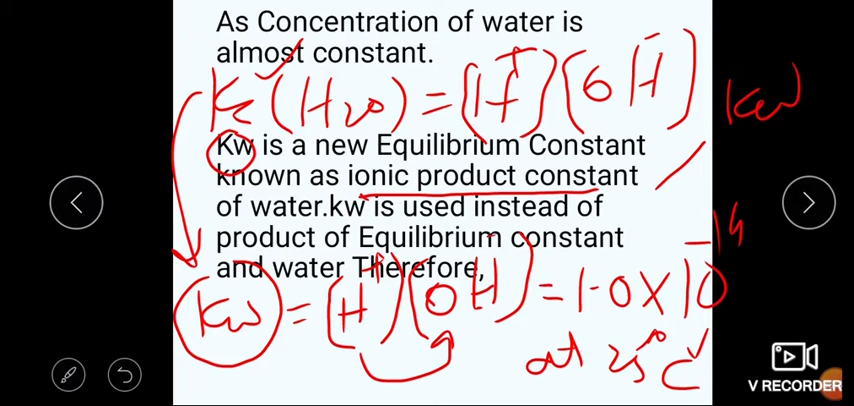 As Concentration of water is
almost constant.
Kc (H2O) = [H+] [OH-] Kw
Kw is a new Equilibrium Constant
known as ionic product constant
of water.kw is used instead of
product of Equilibrium constant
and water Therefore,
Kw = [H+] [OH-] = 1.0 × 10-14
at 25°C
V RECORDER